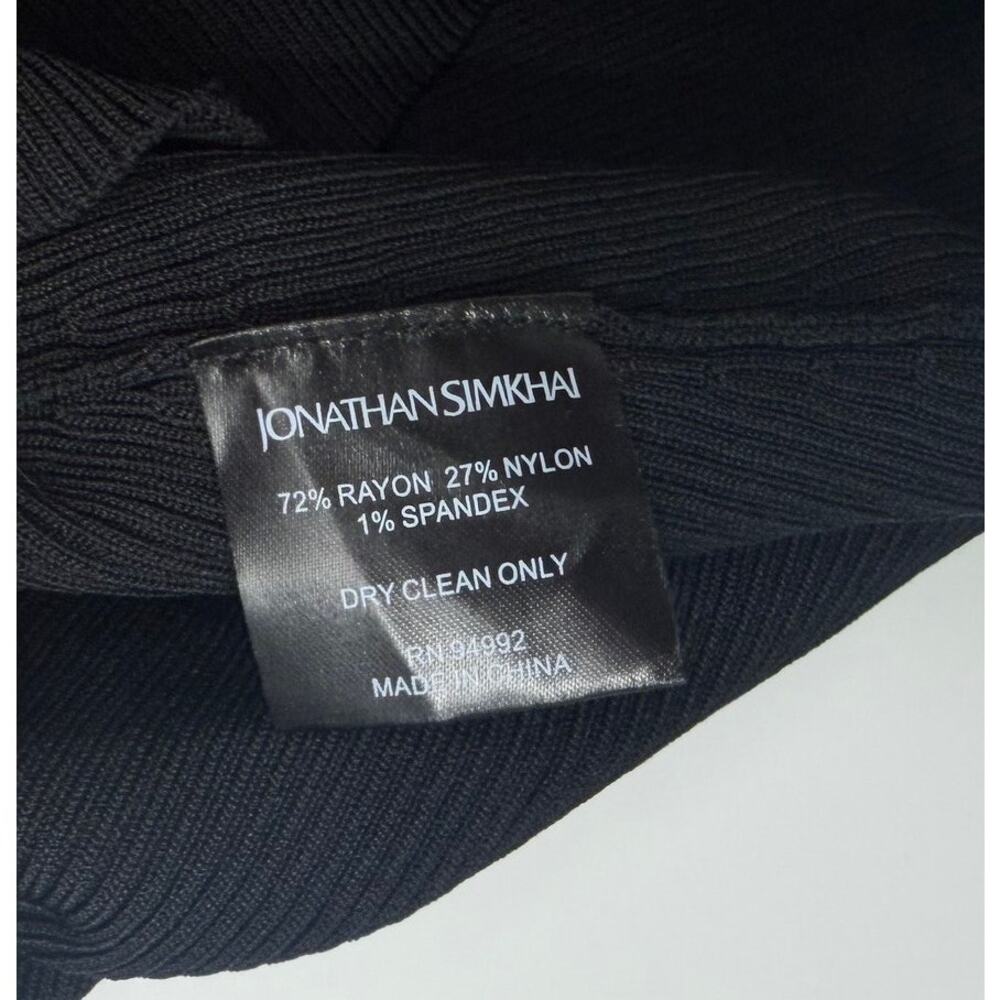 JONATHAN SIMKHAI
72% RAYON 27% NYLON
1% SPANDEX
DRY CLEAN ONLY
RN 94992
MADE IN CHINA